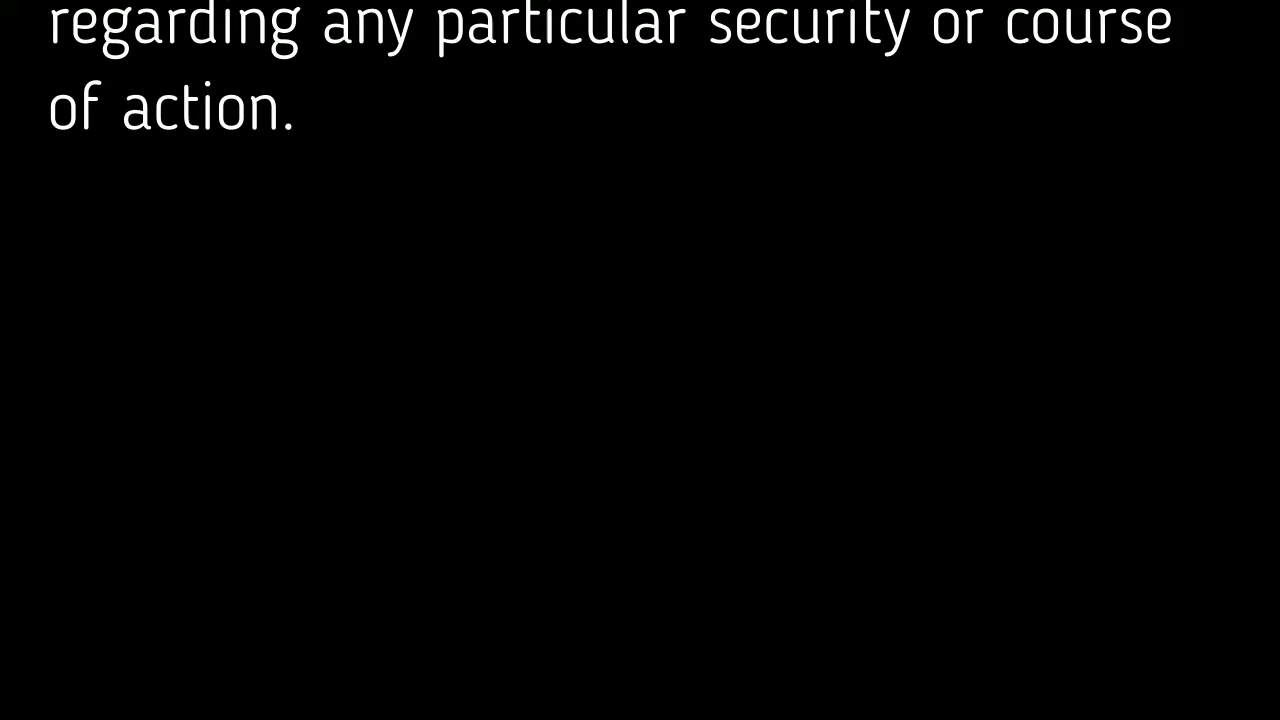 regarding any particular security or course
of action.